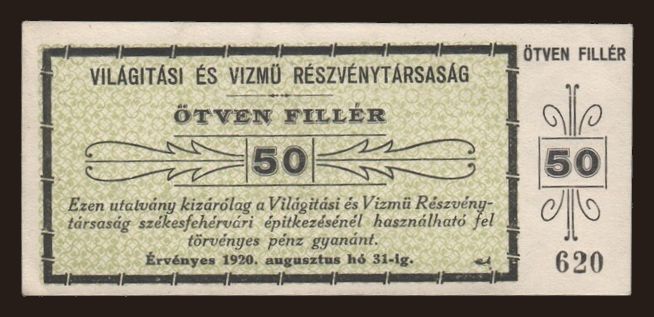 VILÁGITÁSI ÉS VIZMÜ RÉSZVÉNYTÁRSASÁG
ÖTVEN FILLÉR
50
Ezen utalvány kizárólag a Világitási és Vizmü Részvény-
társaság székesfehérvári épitkezésénél használható fel
törvényes pénz gyanánt.
Érvényes 1920. augusztus hó 31-ig.
ÖTVEN FILLÉR
50
620